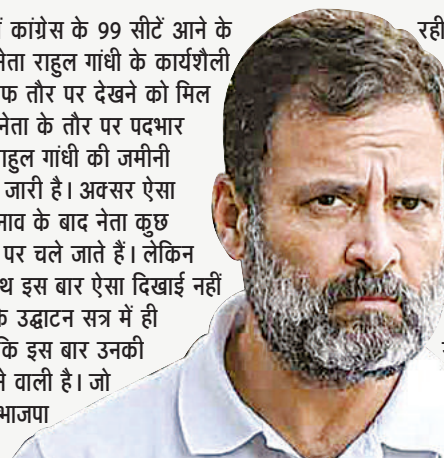 कांग्रेस के 99 सीटें आने के
रही
नेता राहुल गांधी के कार्यशैली
तौर पर देखने को मिल
नेता के तौर पर पदभार
राहुल गांधी की जमीनी
जारी है। अक्सर ऐसा
के बाद नेता कुछ
पर चले जाते हैं। लेकिन
इस बार ऐसा दिखाई नहीं
के उद्घाटन सत्र में ही
कि इस बार उनकी
वाली है। जो
भाजपा